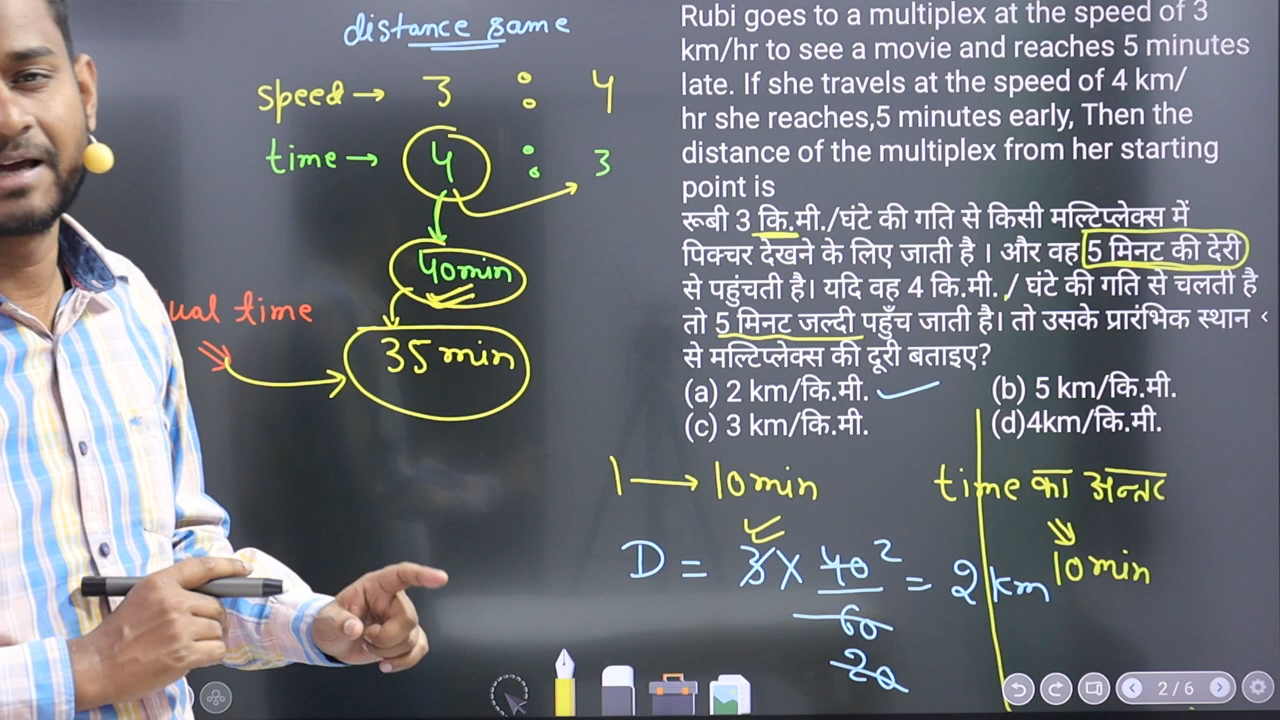 distance same
speed → 3 : 4
time → 4 : 3
40min
ual time
35 min
Rubi goes to a multiplex at the speed of 3
km/hr to see a movie and reaches 5 minutes
late. If she travels at the speed of 4 km/
hr she reaches,5 minutes early, Then the
distance of the multiplex from her starting
point is
रूबी 3 कि.मी./घंटे की गति से किसी मल्टिप्लेक्स में
पिक्चर देखने के लिए जाती है । और वह 5 मिनट की देरी
से पहुंचती है। यदि वह 4 कि.मी. / घंटे की गति से चलती है
तो 5 मिनट जल्दी पहुँच जाती है। तो उसके प्रारंभिक स्थान
से मल्टिप्लेक्स की दूरी बताइए?
(a) 2 km/कि.मी. (b) 5 km/कि.मी.
(c) 3 km/कि.मी. (d)4km/कि.मी.
1 → 10min
time का अन्तर
10min
D = 3 × 40 2 = 2 km
60
20
2 / 6